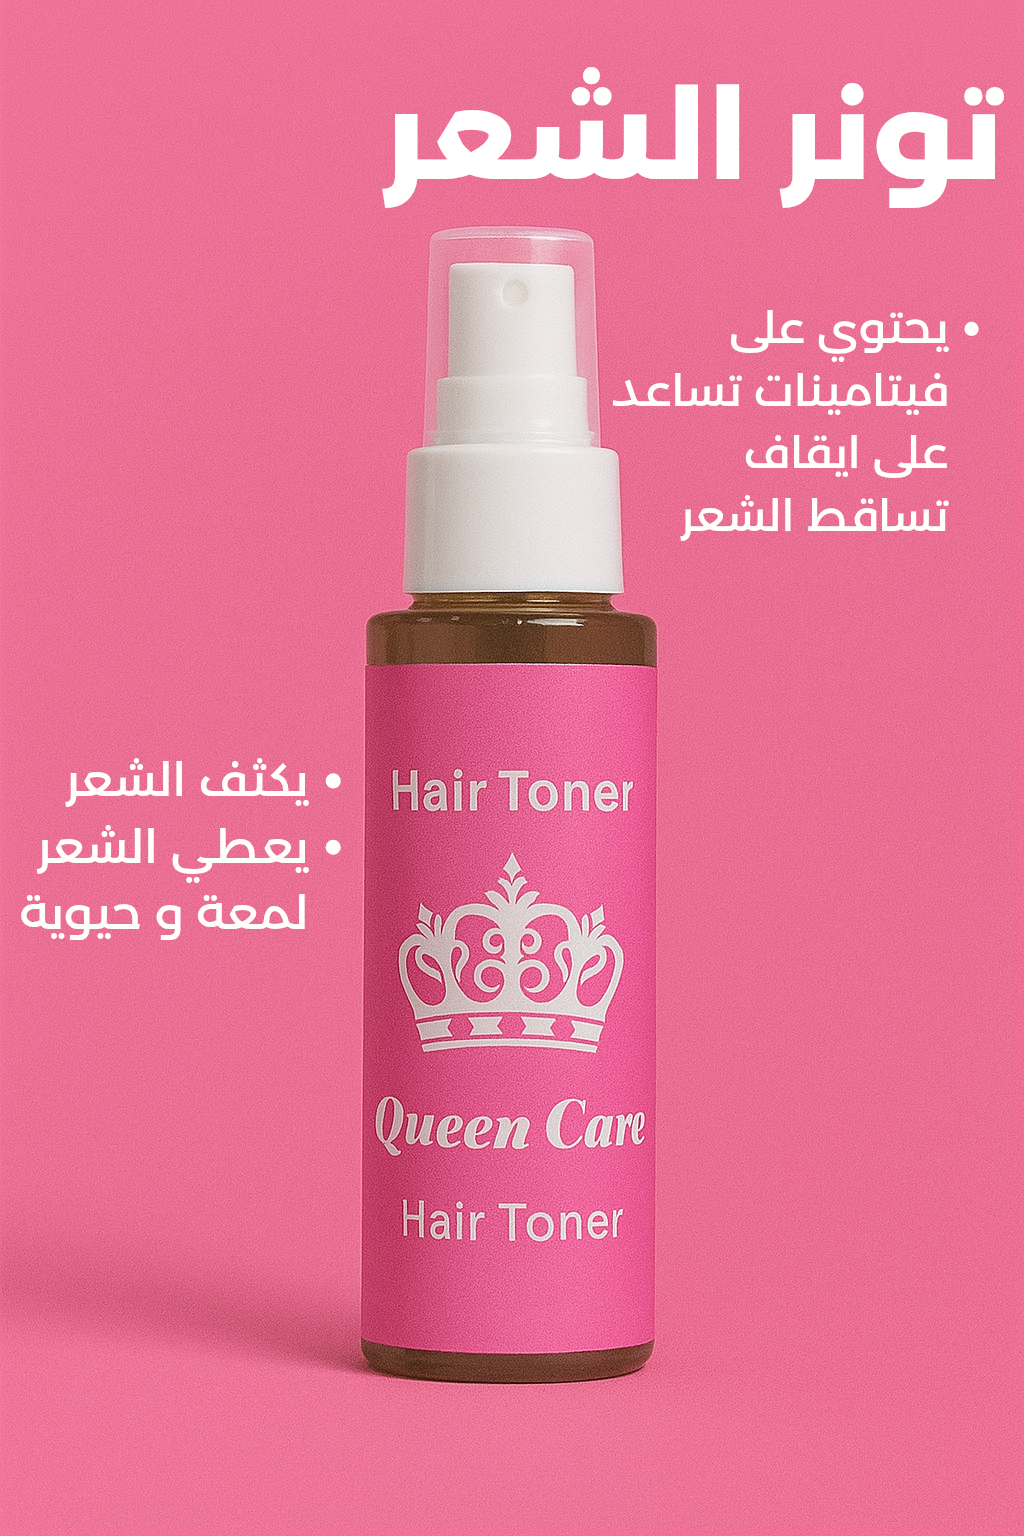 تونر الشعر
• يحتوي على
فيتامينات تساعد
على ايقاف
تساقط الشعر
• يكثف الشعر
• يعطي الشعر
لمعة و حيوية
Hair Toner
Queen Care
Hair Toner